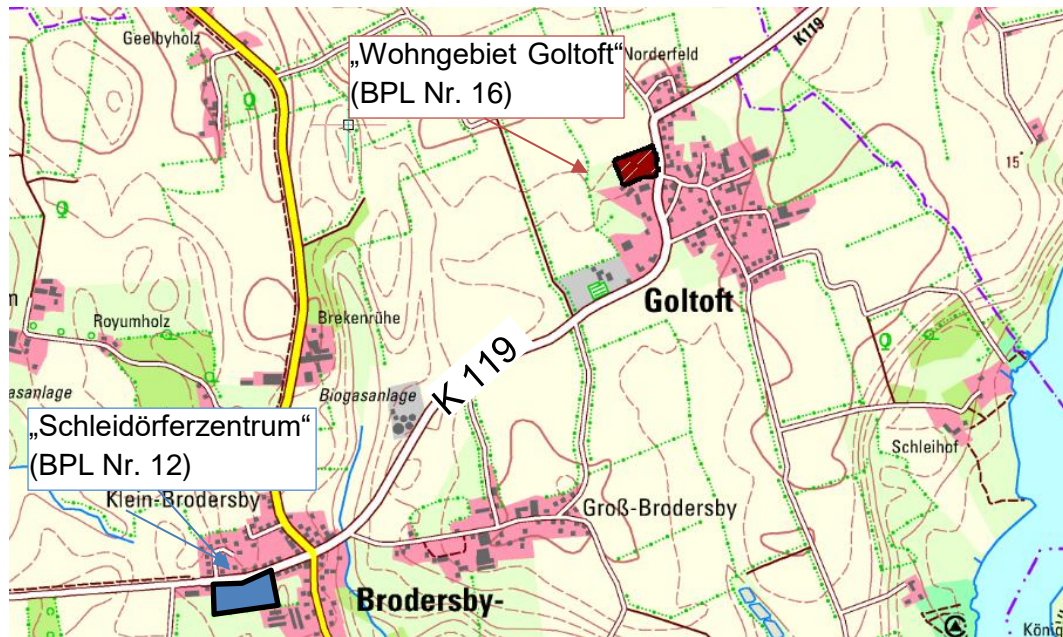 Geelbyholz
„Wohngebiet Goltoft“
(BPL Nr. 16)
Norderfeld
K119
15
Goltoft
Royumholz
Brekenrühe
K 119
asanlage
Biogasanlage
„Schleidörferzentrum“
(BPL Nr. 12)
Schleihof
Klein-Brodersby
Groß-Brodersby
Brodersby-
König